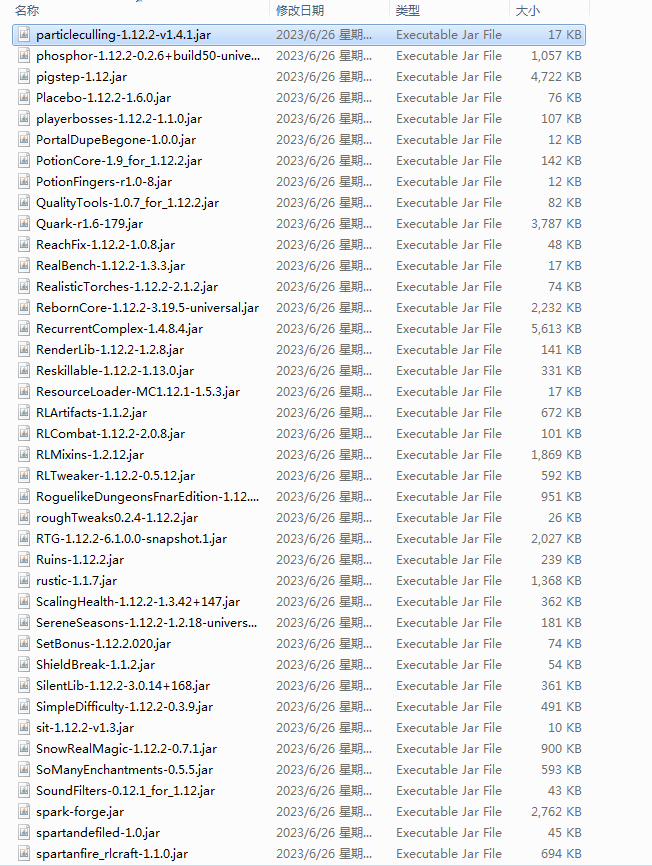 名称 修改日期 类型 大小
particleculling-1.12.2-v1.4.1.jar 2023/6/26 星期... Executable Jar File 17 KB
phosphor-1.12.2-0.2.6+build50-unive... 2023/6/26 星期... Executable Jar File 1,057 KB
pigstep-1.12.jar 2023/6/26 星期... Executable Jar File 4,722 KB
Placebo-1.12.2-1.6.0.jar 2023/6/26 星期... Executable Jar File 76 KB
playerbosses-1.12.2-1.1.0.jar 2023/6/26 星期... Executable Jar File 107 KB
PortalDupeBegone-1.0.0.jar 2023/6/26 星期... Executable Jar File 12 KB
PotionCore-1.9_for_1.12.2.jar 2023/6/26 星期... Executable Jar File 142 KB
PotionFingers-r1.0-8.jar 2023/6/26 星期... Executable Jar File 12 KB
QualityTools-1.0.7_for_1.12.2.jar 2023/6/26 星期... Executable Jar File 82 KB
Quark-r1.6-179.jar 2023/6/26 星期... Executable Jar File 3,787 KB
ReachFix-1.12.2-1.0.8.jar 2023/6/26 星期... Executable Jar File 48 KB
RealBench-1.12.2-1.3.3.jar 2023/6/26 星期... Executable Jar File 17 KB
RealisticTorches-1.12.2-2.1.2.jar 2023/6/26 星期... Executable Jar File 74 KB
RebornCore-1.12.2-3.19.5-universal.jar 2023/6/26 星期... Executable Jar File 2,232 KB
RecurrentComplex-1.4.8.4.jar 2023/6/26 星期... Executable Jar File 5,613 KB
RenderLib-1.12.2-1.2.8.jar 2023/6/26 星期... Executable Jar File 141 KB
Reskillable-1.12.2-1.13.0.jar 2023/6/26 星期... Executable Jar File 331 KB
ResourceLoader-MC1.12.1-1.5.3.jar 2023/6/26 星期... Executable Jar File 17 KB
RLArtifacts-1.1.2.jar 2023/6/26 星期... Executable Jar File 672 KB
RLCombat-1.12.2-2.0.8.jar 2023/6/26 星期... Executable Jar File 101 KB
RLMixins-1.2.12.jar 2023/6/26 星期... Executable Jar File 1,869 KB
RLTweaker-1.12.2-0.5.12.jar 2023/6/26 星期... Executable Jar File 592 KB
RoguelikeDungeonsFnarEdition-1.12.... 2023/6/26 星期... Executable Jar File 951 KB
roughTweaks0.2.4-1.12.2.jar 2023/6/26 星期... Executable Jar File 26 KB
RTG-1.12.2-6.1.0.0-snapshot.1.jar 2023/6/26 星期... Executable Jar File 2,027 KB
Ruins-1.12.2.jar 2023/6/26 星期... Executable Jar File 239 KB
rustic-1.1.7.jar 2023/6/26 星期... Executable Jar File 1,368 KB
ScalingHealth-1.12.2-1.3.42+147.jar 2023/6/26 星期... Executable Jar File 362 KB
SereneSeasons-1.12.2-1.2.18-univers... 2023/6/26 星期... Executable Jar File 181 KB
SetBonus-1.12.2.020.jar 2023/6/26 星期... Executable Jar File 74 KB
ShieldBreak-1.1.2.jar 2023/6/26 星期... Executable Jar File 54 KB
SilentLib-1.12.2-3.0.14+168.jar 2023/6/26 星期... Executable Jar File 361 KB
SimpleDifficulty-1.12.2-0.3.9.jar 2023/6/26 星期... Executable Jar File 491 KB
sit-1.12.2-v1.3.jar 2023/6/26 星期... Executable Jar File 10 KB
SnowRealMagic-1.12.2-0.7.1.jar 2023/6/26 星期... Executable Jar File 900 KB
SoManyEnchantments-0.5.5.jar 2023/6/26 星期... Executable Jar File 593 KB
SoundFilters-0.12.1_for_1.12.jar 2023/6/26 星期... Executable Jar File 43 KB
spark-forge.jar 2023/6/26 星期... Executable Jar File 2,762 KB
spartandefiled-1.0.jar 2023/6/26 星期... Executable Jar File 45 KB
spartanfire_rlcraft-1.1.0.jar 2023/6/26 星期... Executable Jar File 694 KB